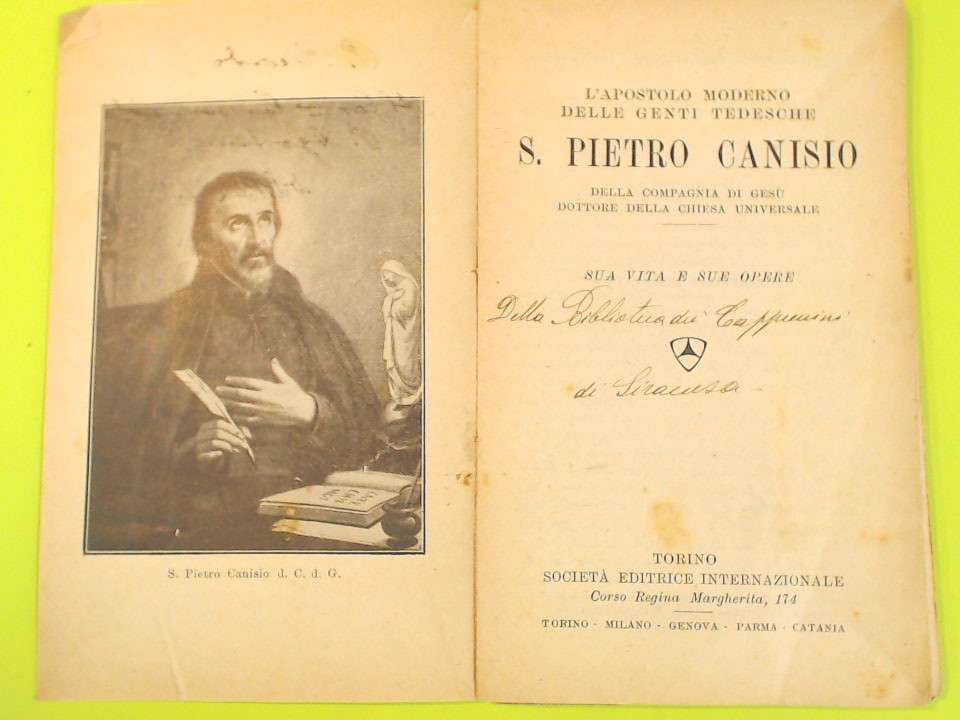 S. Pietro Canisio d. C. d. G.
L'APOSTOLO MODERNO
DELLE GENTI TEDESCHE
S. PIETRO CANISIO
DELLA COMPAGNIA DI GESÙ
DOTTORE DELLA CHIESA UNIVERSALE
SUA VITA E SUE OPERE
Della Biblioteca dei Cappuccini
di Siracusa
TORINO
SOCIETÀ EDITRICE INTERNAZIONALE
Corso Regina Margherita, 174
TORINO - MILANO - GENOVA - PARMA - CATANIA